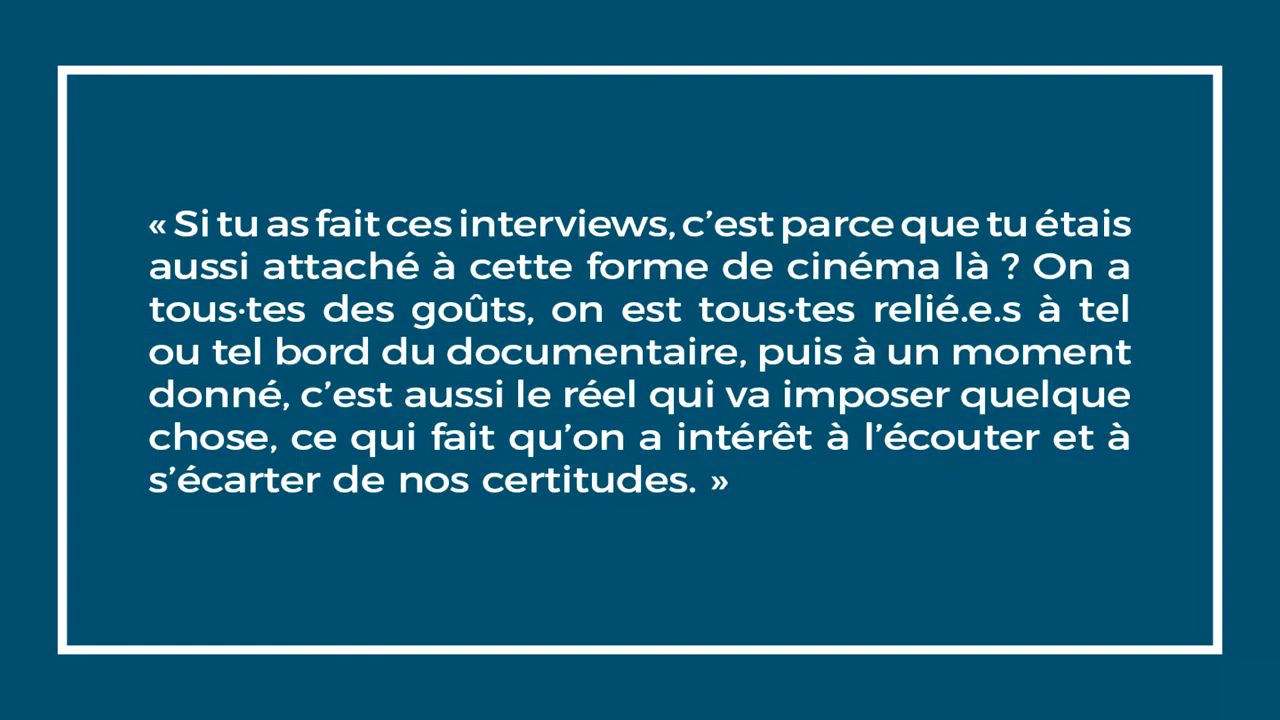 « Si tu as fait ces interviews, c’est parce que tu étais
aussi attaché à cette forme de cinéma là ? On a
tous·tes des goûts, on est tous·tes relié.e.s à tel
ou tel bord du documentaire, puis à un moment
donné, c’est aussi le réel qui va imposer quelque
chose, ce qui fait qu’on a intérêt à l’écouter et à
s’écarter de nos certitudes. »